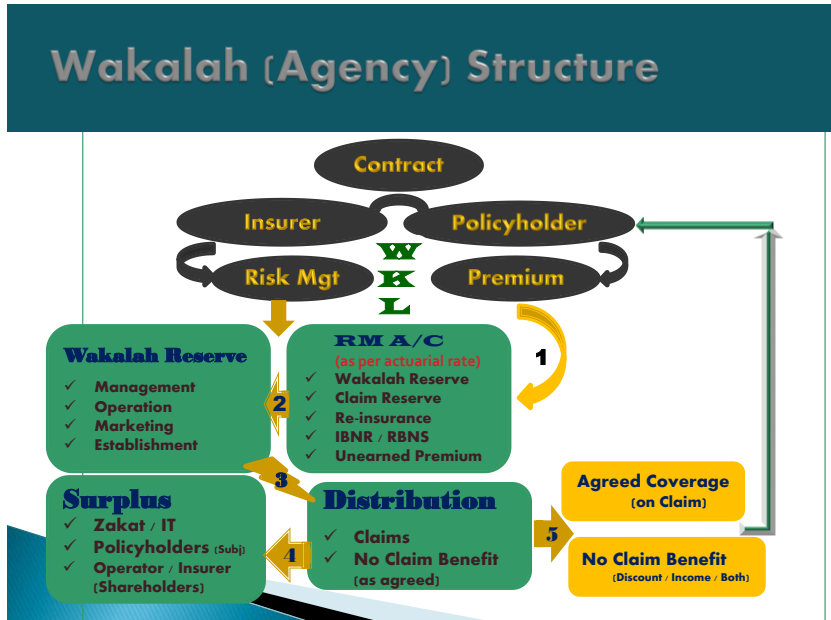 Wakalah (Agency) Structure
Contract
Insurer
Policyholder
Risk Mgt
Premium
W
K
L
1
Wakalah Reserve
✓ Management
✓ Operation
✓ Marketing
✓ Establishment
2
RM A/C
(as per actuarial rate)
✓ Wakalah Reserve
✓ Claim Reserve
✓ Re-insurance
✓ IBNR / RBNS
✓ Unearned Premium
3
Surplus
✓ Zakat / IT
✓ Policyholders (Subj)
✓ Operator / Insurer
(Shareholders)
4
Distribution
✓ Claims
✓ No Claim Benefit
(as agreed)
5
Agreed Coverage
(on Claim)
No Claim Benefit
(Discount / Income / Both)